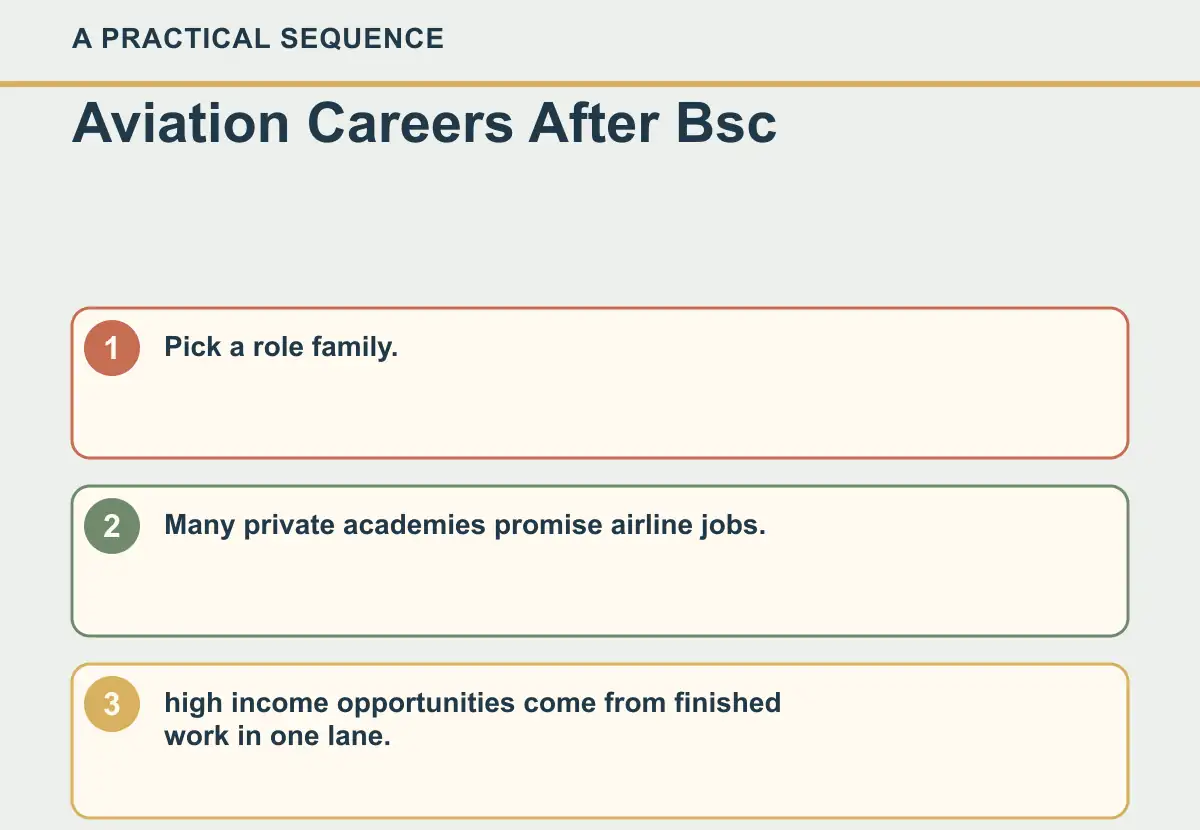 A PRACTICAL SEQUENCE
Aviation Careers After Bsc
1
Pick a role family.
2
Many private academies promise airline jobs.
3
high income opportunities come from finished
work in one lane.